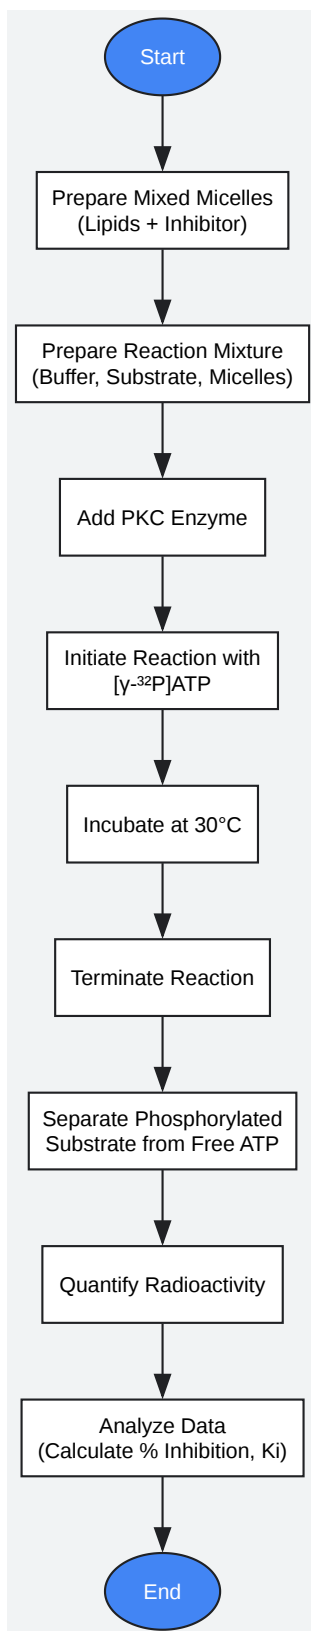 Start
Prepare Mixed Micelles
(Lipids + Inhibitor)
Prepare Reaction Mixture
(Buffer, Substrate, Micelles)
Add PKC Enzyme
Initiate Reaction with
[γ-³²P]ATP
Incubate at 30°C
Terminate Reaction
Separate Phosphorylated
Substrate from Free ATP
Quantify Radioactivity
Analyze Data
(Calculate % Inhibition, Ki)
End